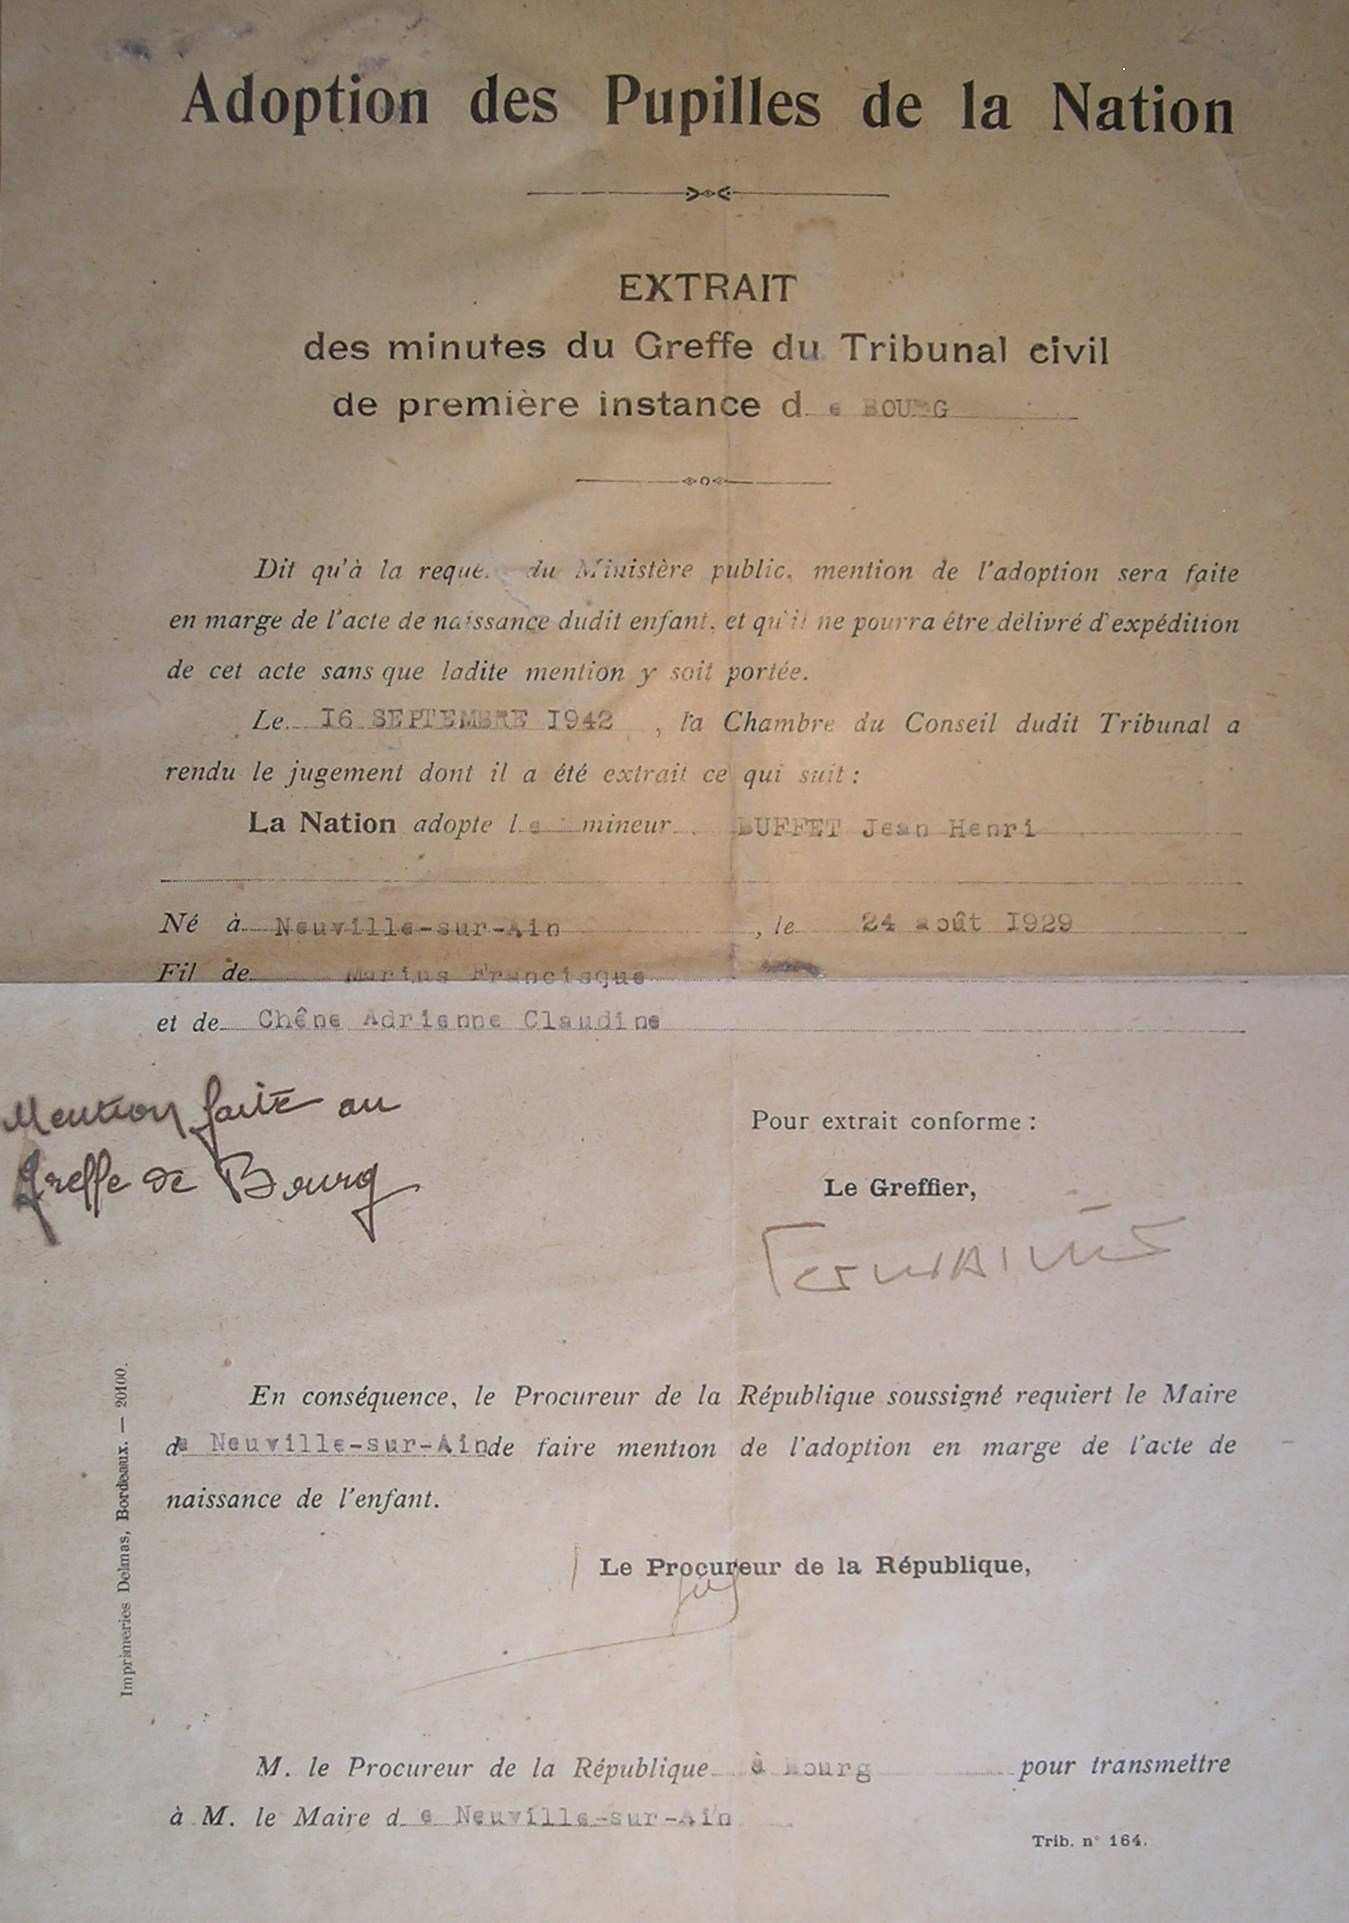 Adoption des Pupilles de la Nation
EXTRAIT
des minutes du Greffe du Tribunal civil
de première instance d e BOURG
Dit qu'à la reque. du Ministère public, mention de l'adoption sera faite
en marge de l'acte de naissance dudit enfant, et qu'il ne pourra être délivré d'expédition
de cet acte sans que ladite mention y soit portée.
Le 16 SEPTEMBRE 1942 , la Chambre du Conseil dudit Tribunal a
rendu le jugement dont il a été extrait ce qui suit :
La Nation adopte l e mineur BUFFET Jean Henri
Né à Neuville-sur-Ain , le 24 août 1929
Fil de Marius Francisque
et de Chêne Adrienne Claudine
Mention faite au
Greffe de Bourg
Pour extrait conforme :
Le Greffier,
En conséquence, le Procureur de la République soussigné requiert le Maire
de Neuville-sur-Ain de faire mention de l'adoption en marge de l'acte de
naissance de l'enfant.
Le Procureur de la République,
Imprimeries Delmas, Bordeaux. — 20100.
M. le Procureur de la République à Bourg pour transmettre
à M. le Maire d e Neuville-sur-Ain
Trib. n° 164.